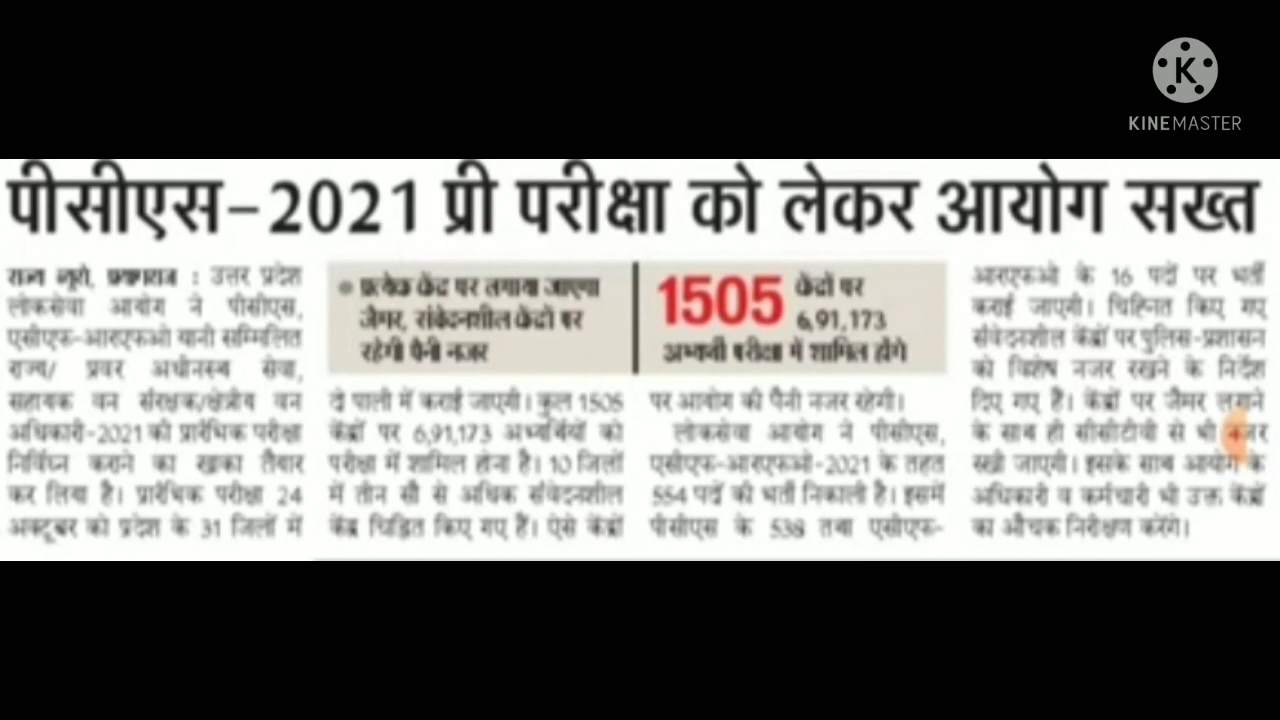 KINEMASTER
पीसीएस-2021 प्री परीक्षा को लेकर आयोग सख्त
राज्य ब्यूरो, प्रयागराज : उत्तर प्रदेश
लोकसेवा आयोग ने पीसीएस,
एसीएफ-आरएफओ यानी सम्मिलित
राज्य/ प्रवर अधीनस्थ सेवा,
सहायक वन संरक्षक/क्षेत्रीय वन
अधिकारी-2021 की प्रारंभिक परीक्षा
निर्विघ्न कराने का खाका तैयार
कर लिया है। प्रारंभिक परीक्षा 24
अक्टूबर को प्रदेश के 31 जिलों में
प्रत्येक केंद्र पर लगाया जाएगा
जैमर, संवेदनशील केंद्रों पर
रहेगी पैनी नजर
1505 केंद्रों पर
6,91,173
अभ्यर्थी परीक्षा में शामिल होंगे
दो पाली में कराई जाएगी। कुल 1505
केंद्रों पर 6,91,173 अभ्यर्थियों को
परीक्षा में शामिल होना है। 10 जिलों
में तीन सौ से अधिक संवेदनशील
केंद्र चिह्नित किए गए हैं। ऐसे केंद्रों
पर आयोग की पैनी नजर रहेगी।
लोकसेवा आयोग ने पीसीएस,
एसीएफ-आरएफओ-2021 के तहत
554 पदों की भर्ती निकाली है। इसमें
पीसीएस के 538 तथा एसीएफ-
आरएफओ के 16 पदों पर भर्ती
कराई जाएगी। चिह्नित किए गए
संवेदनशील केंद्रों पर पुलिस-प्रशासन
को विशेष नजर रखने के निर्देश
दिए गए हैं। केंद्रों पर जैमर लगाने
के साथ ही सीसीटीवी से भी नजर
रखी जाएगी। इसके साथ आयोग के
अधिकारी व कर्मचारी भी उक्त केंद्रों
का औचक निरीक्षण करेंगे।